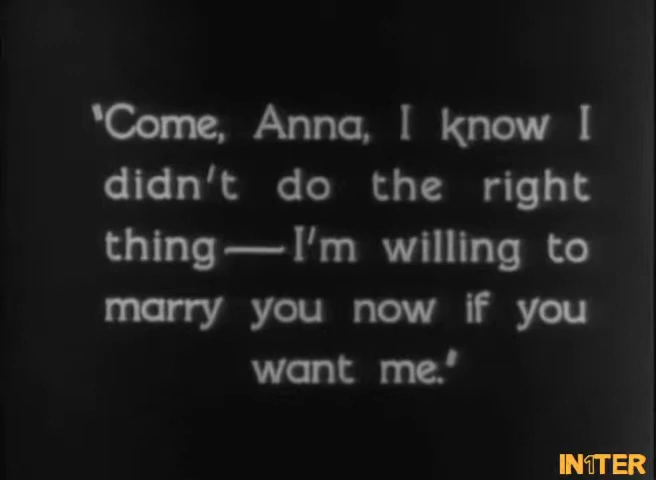 'Come, Anna, I know I
didn't do the right
thing—I'm willing to
marry you now if you
want me.'
IN1TER